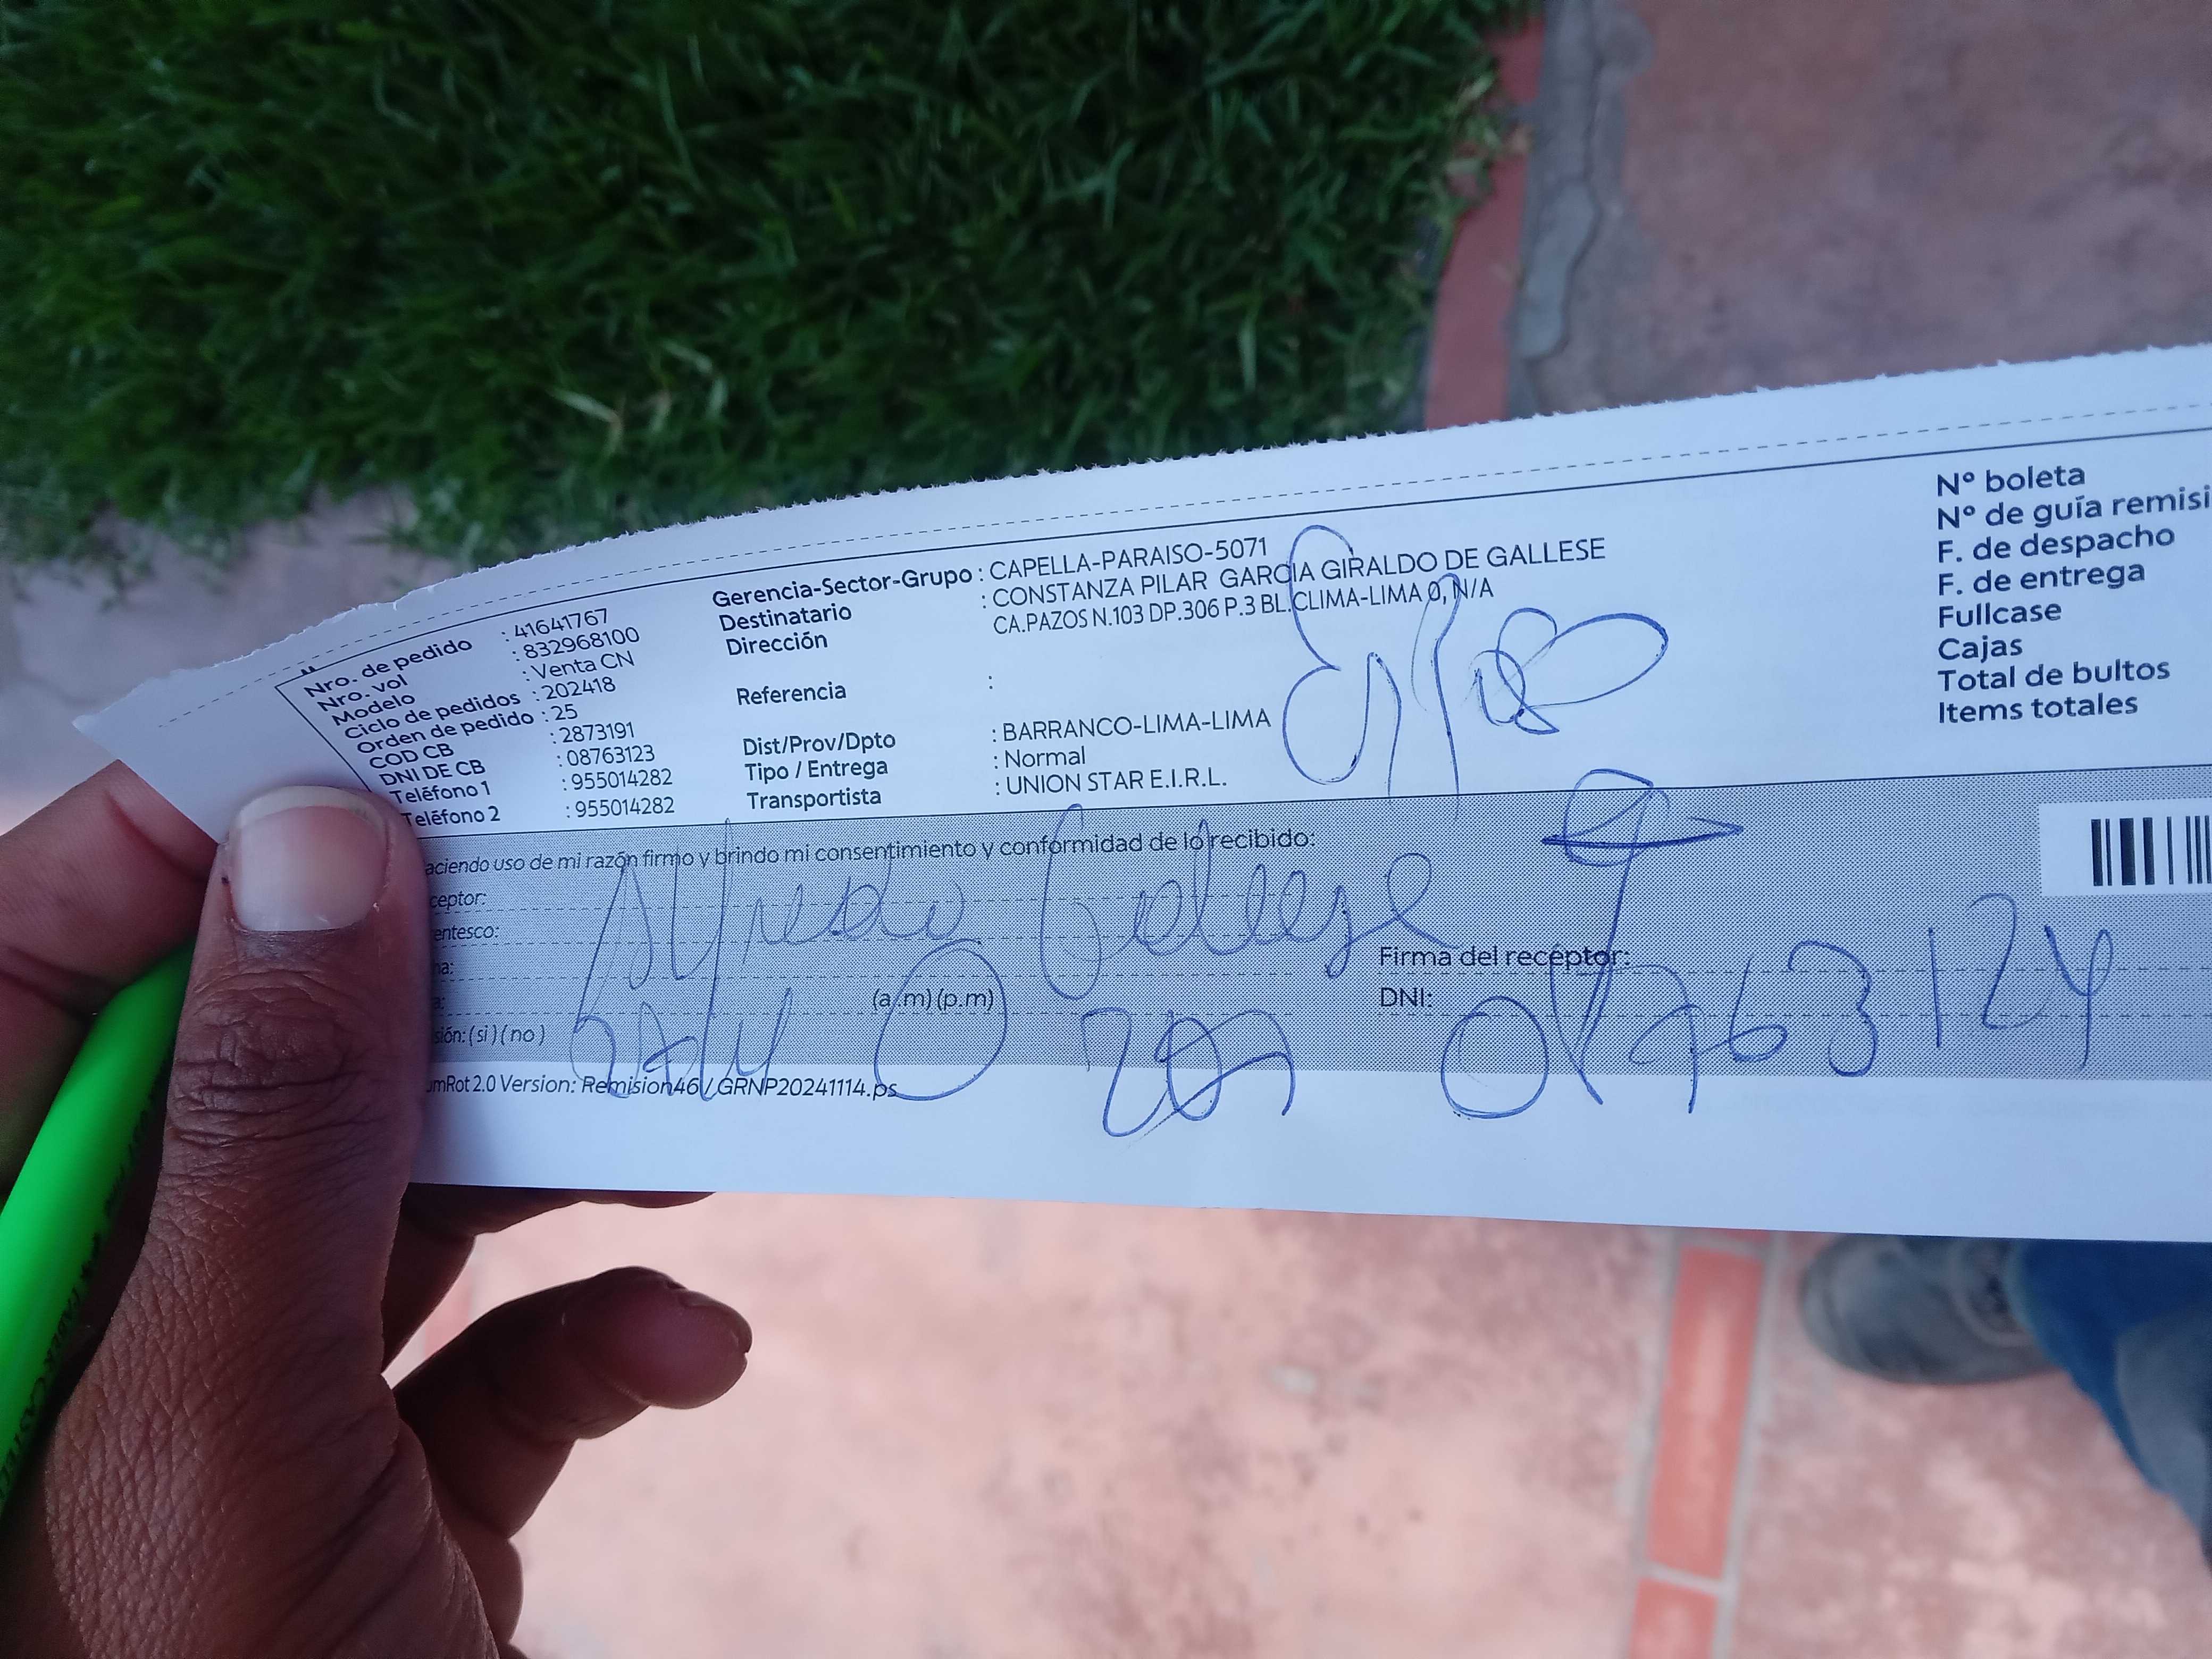 Nro. de pedido : 41641767
Nro. vol : 832968100
Modelo : Venta CN
Ciclo de pedidos : 202418
Orden de pedido : 25
COD CB : 2873191
DNI DE CB : 08763123
Teléfono 1 : 955014282
Teléfono 2 : 955014282
Gerencia-Sector-Grupo : CAPELLA-PARAISO-5071
Destinatario : CONSTANZA PILAR GARCIA GIRALDO DE GALLESE
Dirección CA.PAZOS N.103 DP.306 P.3 BL.CLIMA-LIMA 0, N/A
Referencia :
Dist/Prov/Dpto : BARRANCO-LIMA-LIMA
Tipo / Entrega : Normal
Transportista : UNION STAR E.I.R.L.
Nº boleta
Nº de guía remisi
F. de despacho
F. de entrega
Fullcase
Cajas
Total de bultos
Items totales
aciendo uso de mi razón firmo y brindo mi consentimiento y conformidad de lo recibido:
ceptor: Alfredo Gallese
entesco:
na:
a: (a.m) (p.m)
Firma del receptor:
DNI:
sión: ( si ) ( no )
umRot 2.0 Version: Remision46 / GRNP20241114.ps